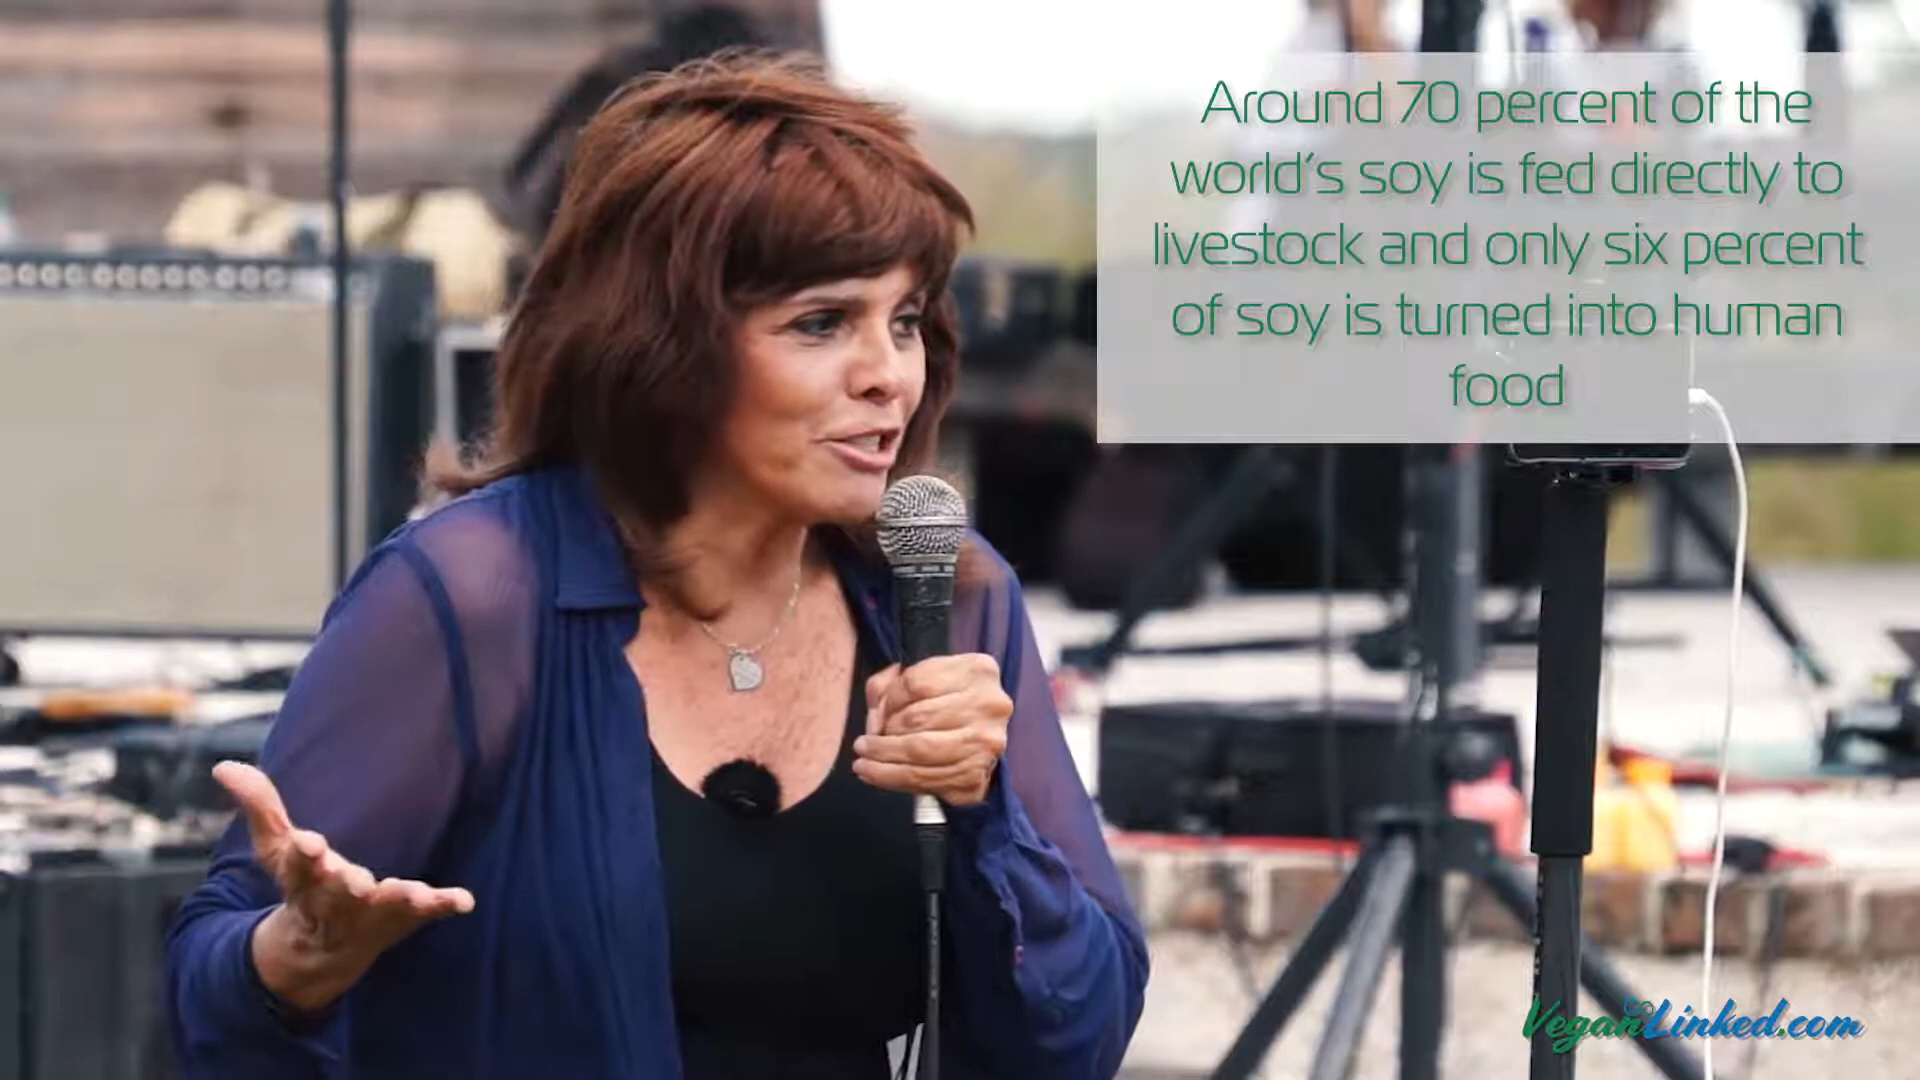 Around 70 percent of the
world's soy is fed directly to
livestock and only six percent
of soy is turned into human
food
VeganLinked.com